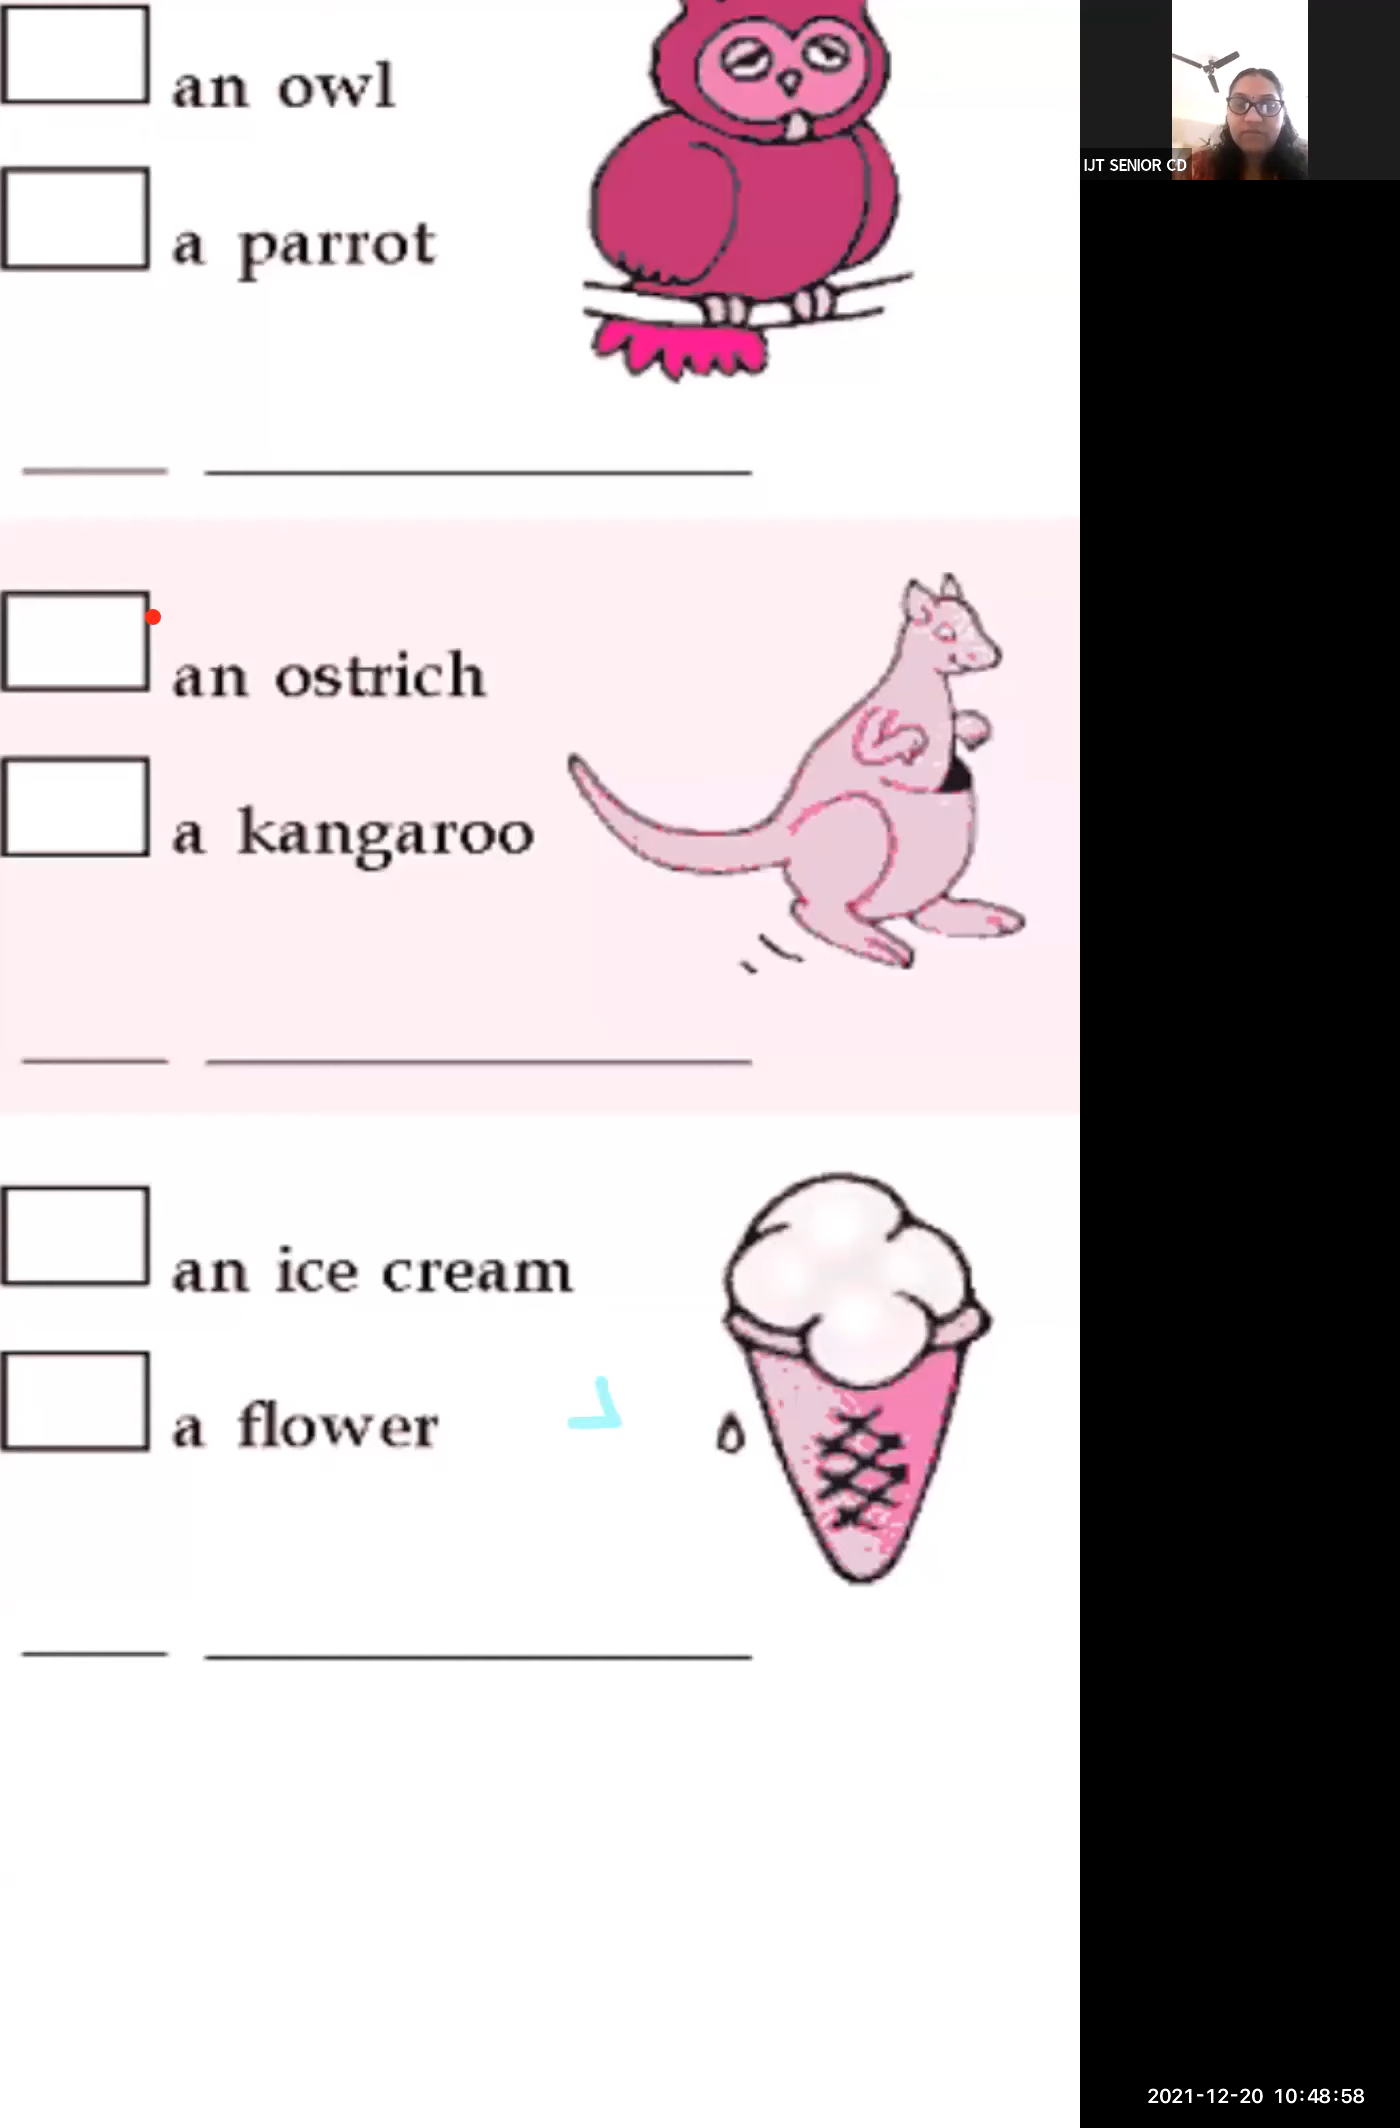 an owl
a parrot
an ostrich
a kangaroo
an ice cream
a flower
IJT SENIOR CD
2021-12-20 10:48:58